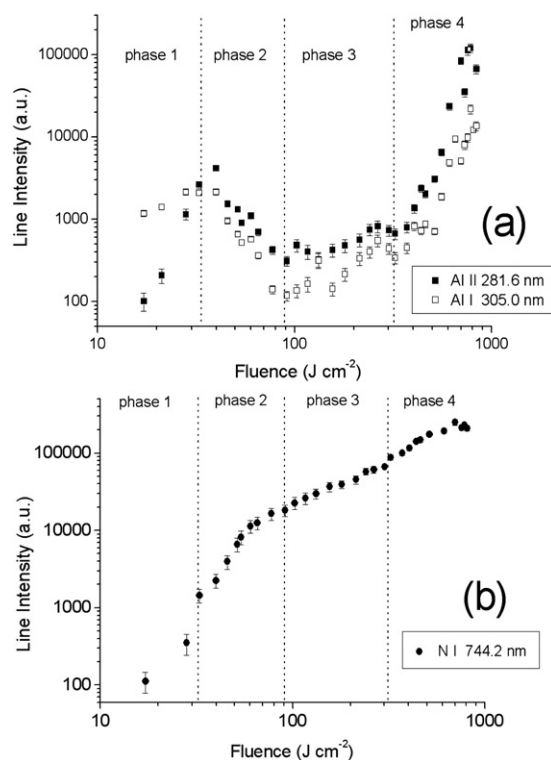 phase 1
phase 2
phase 3
phase 4
100000
10000
1000
100
Line Intensity (a.u.)
(a)
Al II 281.6 nm
Al I 305.0 nm
10
100
1000
Fluence (J cm-2)
phase 1
phase 2
phase 3
phase 4
100000
10000
1000
100
Line Intensity (a.u.)
(b)
N I 744.2 nm
10
100
1000
Fluence (J cm-2)